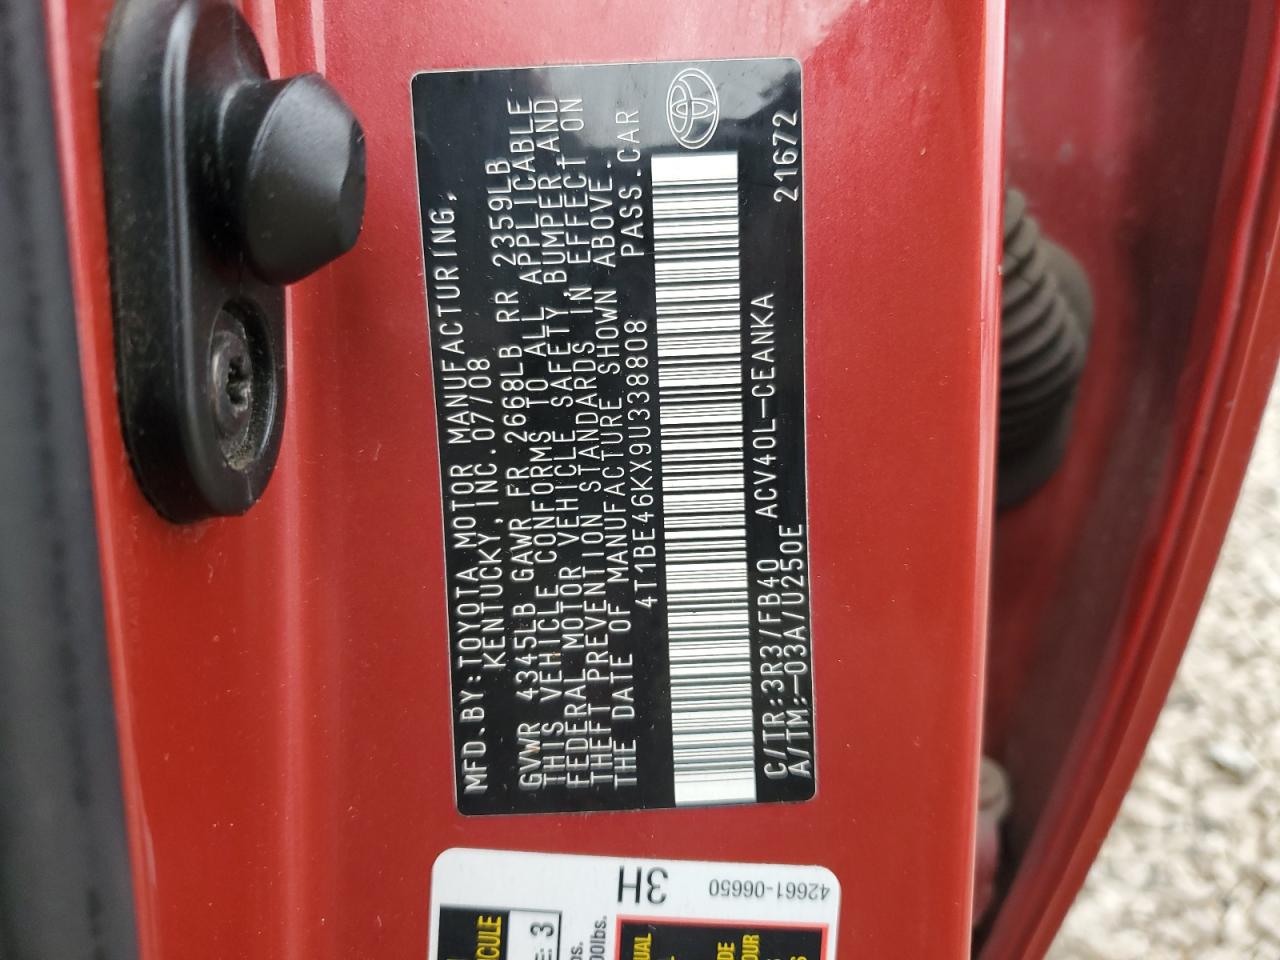 MFD.BY:TOYOTA MOTOR MANUFACTURING,
KENTUCKY,INC.07/08
GVWR 4345LB GAWR FR 2668LB RR 2359LB
THIS VEHICLE CONFORMS TO ALL APPLICABLE
FEDERAL MOTOR VEHICLE SAFETY,BUMPER,AND
THEFT PREVENTION STANDARDS IN EFFECT ON
THE DATE OF MANUFACTURE SHOWN ABOVE.
4T1BE46KX9U338808 PASS.CAR
C/TR:3R3/FB40 ACV40L-CEANKA
A/TM:-03A/U250E 21672
3H
42661-06650
3